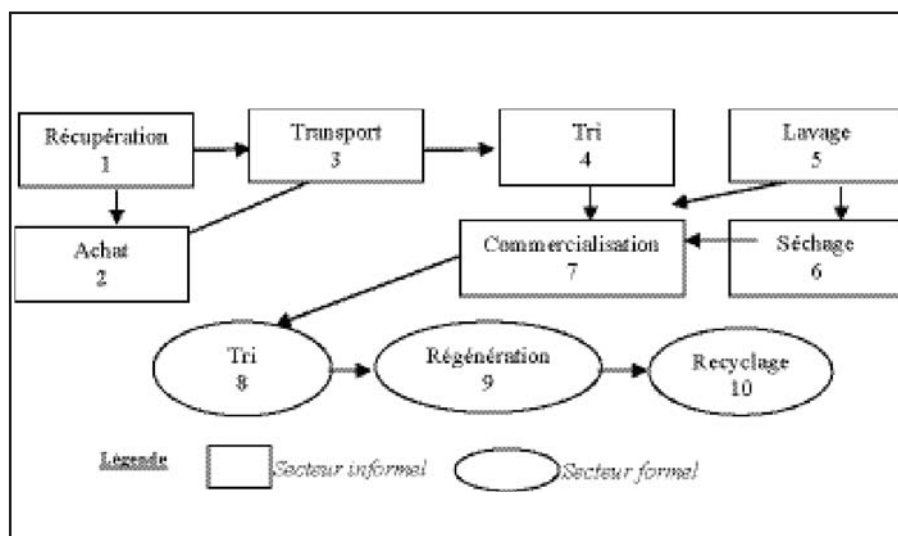 Récupération
1
Transport
3
Tri
4
Lavage
5
Achat
2
Commercialisation
7
Séchage
6
Tri
8
Régénération
9
Recyclage
10
Légende
Secteur informel
Secteur formel